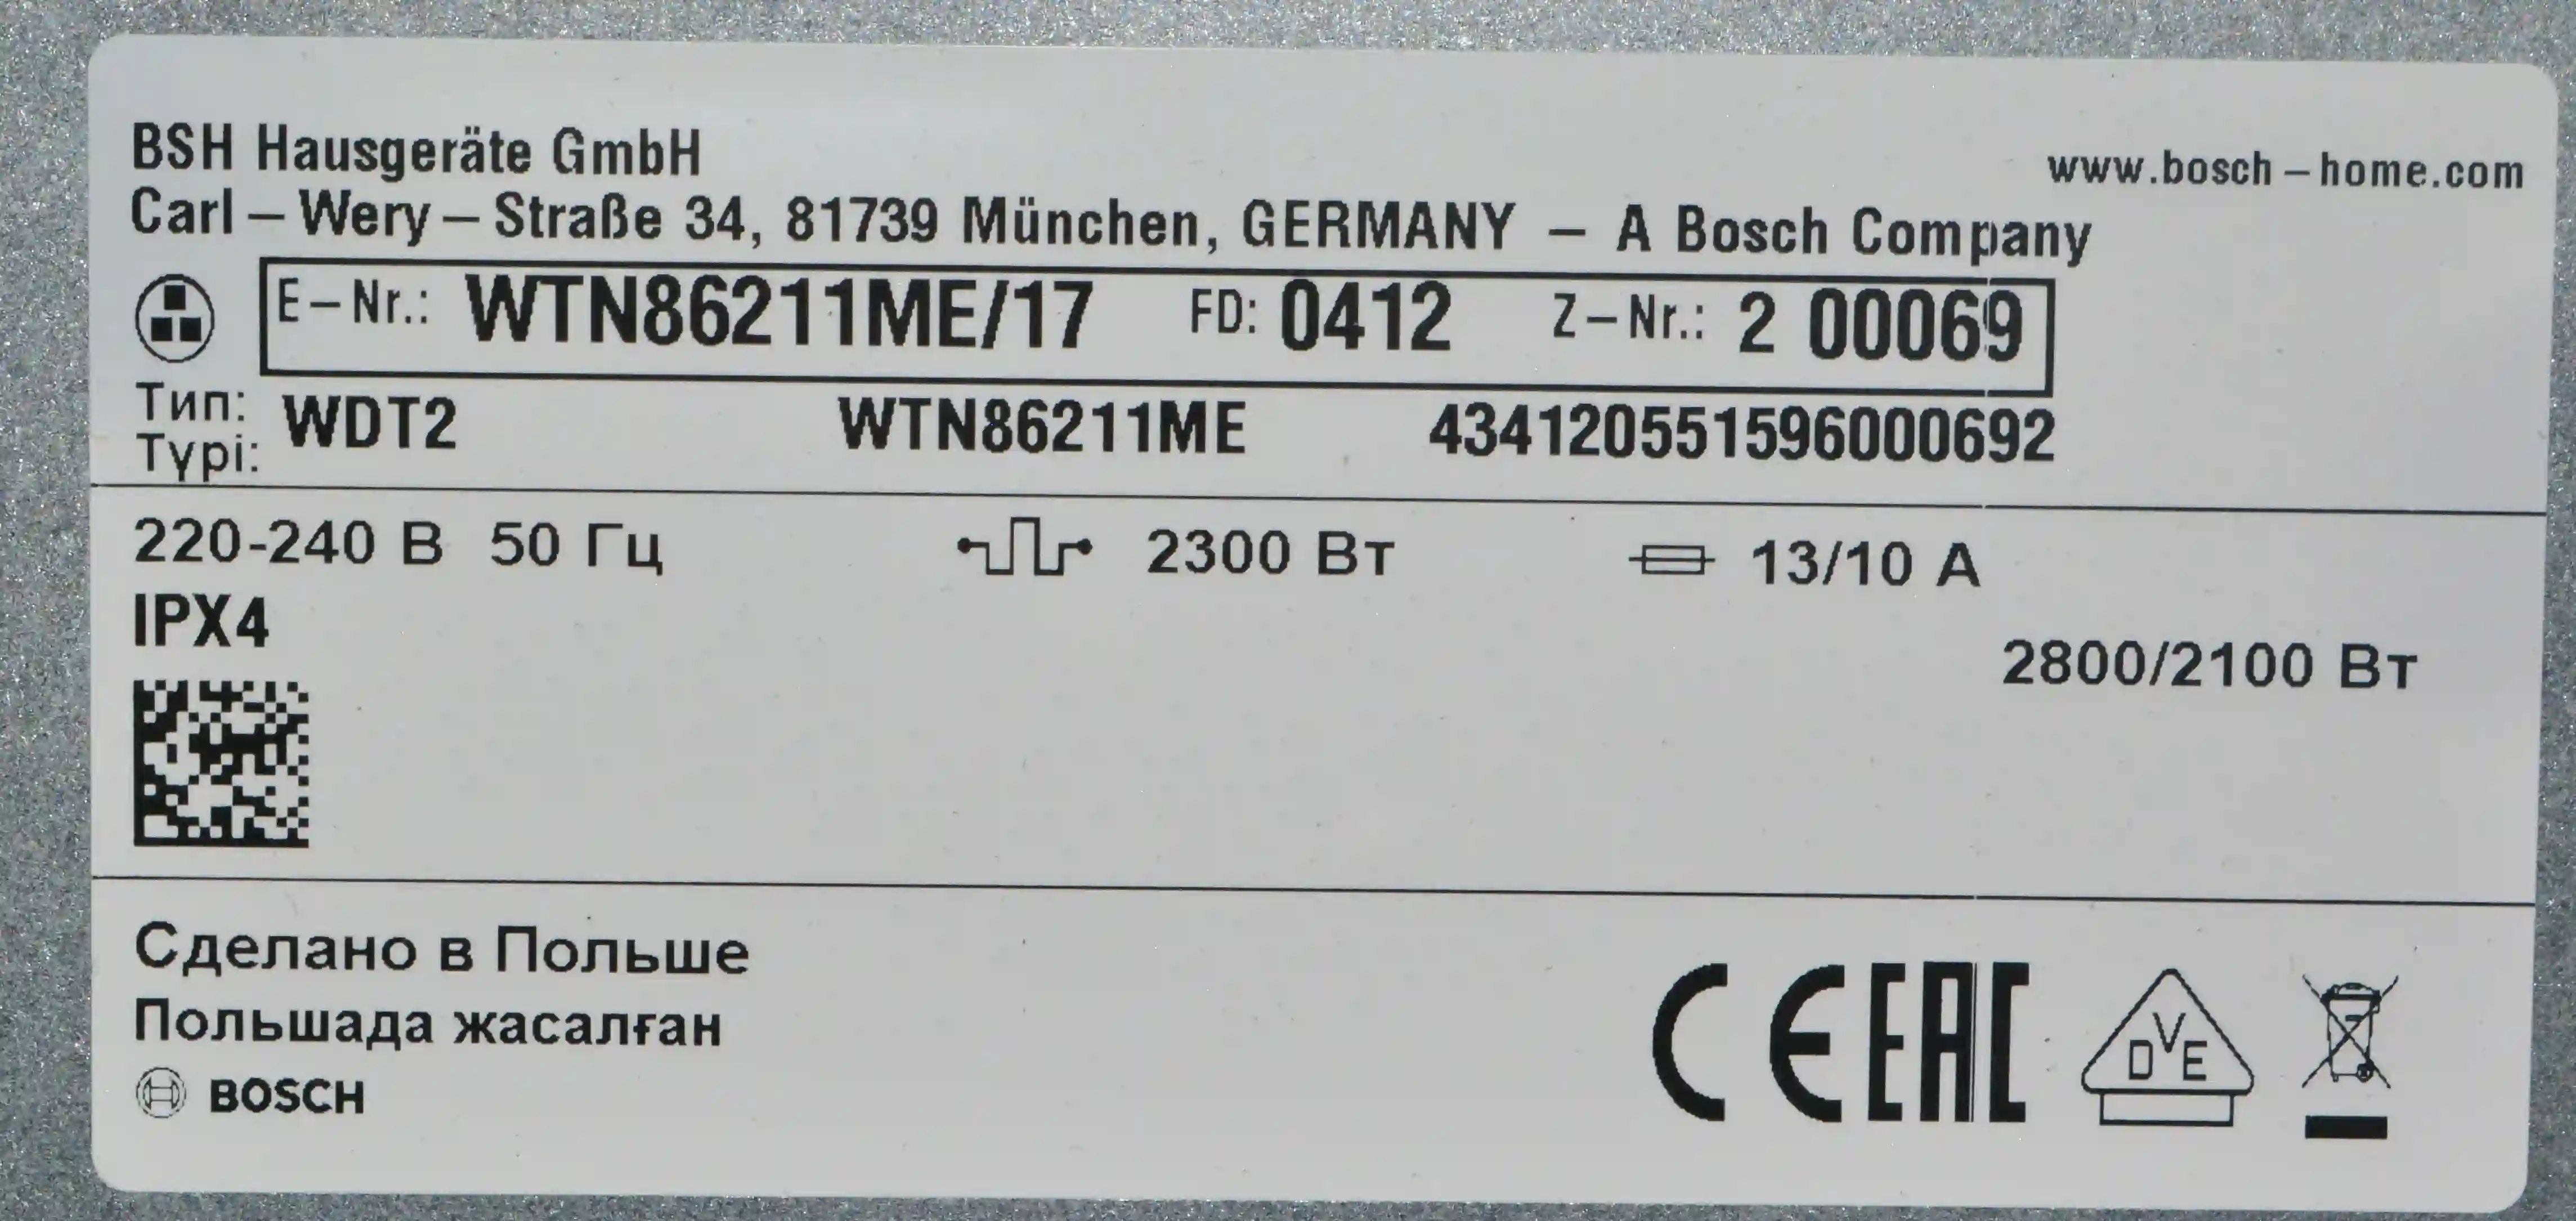 BSH Hausgeräte GmbH
www.bosch–home.com
Carl–Wery–Straße 34, 81739 München, GERMANY – A Bosch Company
E–Nr.: WTN86211ME/17 FD: 0412 Z–Nr.: 2 00069
Тип: WDT2 WTN86211ME 434120551596000692
Түрі:
220-240 В 50 Гц 2300 Вт 13/10 А
IPX4
2800/2100 Вт
Сделано в Польше
Польшада жасалған
BOSCH
CE EAC DVE